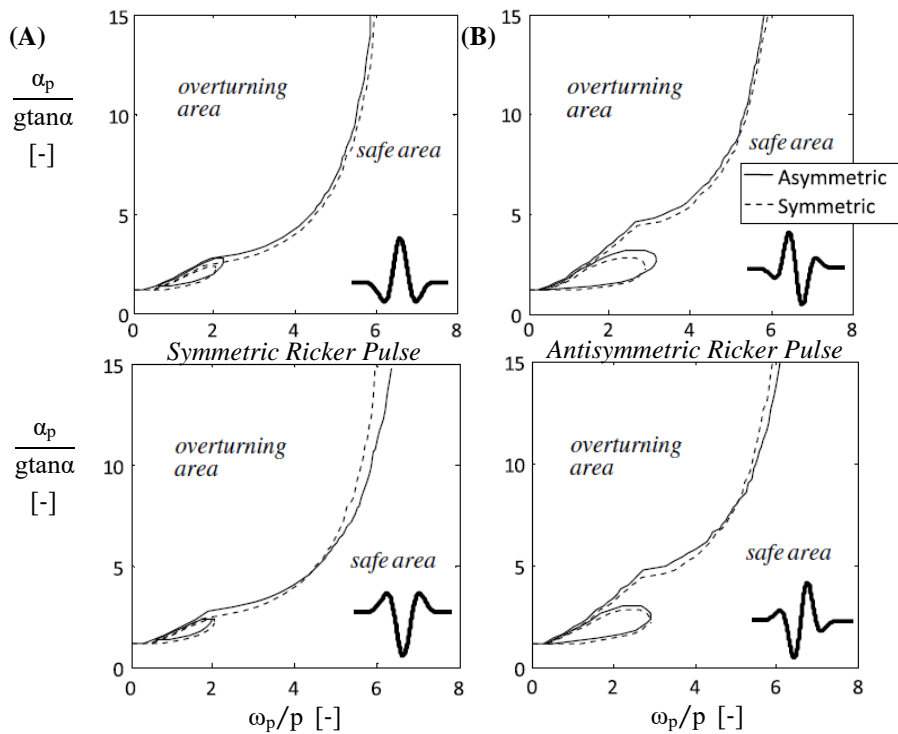 (A)
(B)
αp
gtanα
[-]
15
10
5
0
overturning
area
safe area
0 2 4 6 8
15
10
5
0
overturning
area
safe area
Asymmetric
Symmetric
0 2 4 6 8
Symmetric Ricker Pulse
Antisymmetric Ricker Pulse
αp
gtanα
[-]
15
10
5
0
overturning
area
safe area
0 2 4 6 8
ωp/p [-]
15
10
5
0
overturning
area
safe area
0 2 4 6 8
ωp/p [-]